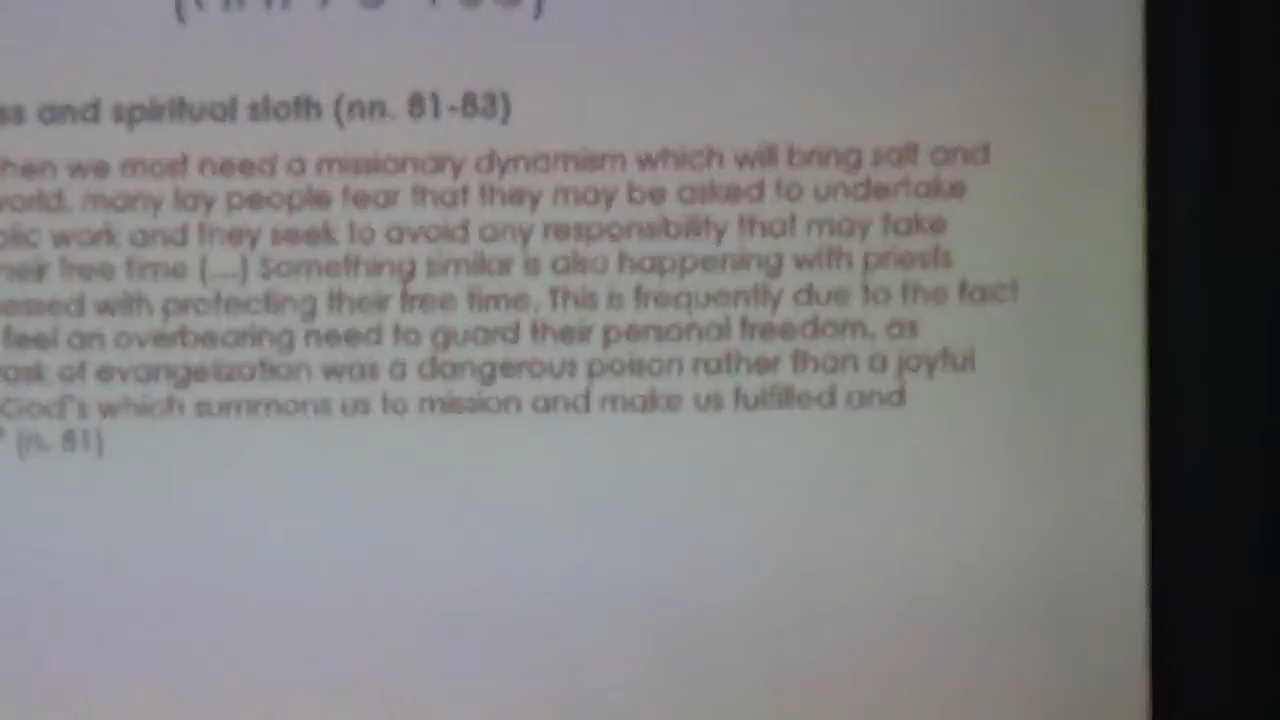 ss and spiritual sloth (nn. 81-83)
hen we most need a missionary dynamism which will bring salt and
world, many lay people fear that they may be asked to undertake
olic work and they seek to avoid any responsibility that may take
heir free time (...) Something similar is also happening with priests
essed with protecting their free time. This is frequently due to the fact
feel an overbearing need to guard their personal freedom, as
ask of evangelization was a dangerous poison rather than a joyful
God's which summons us to mission and make us fulfilled and
" (n. 81)